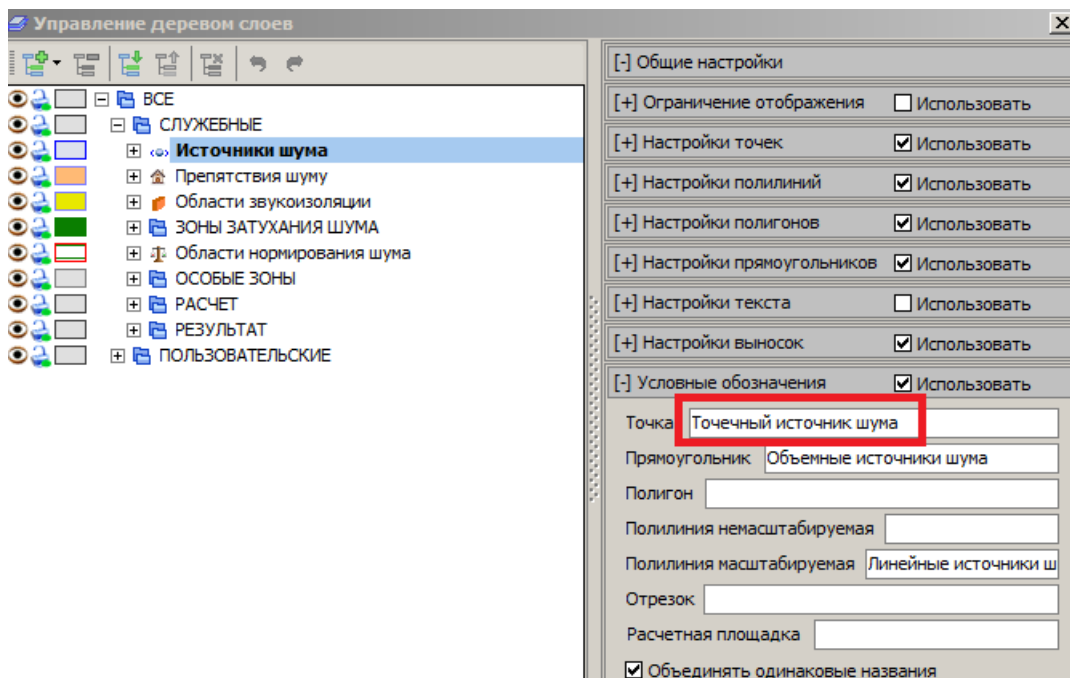 Управление деревом слоев
ВСЕ
СЛУЖЕБНЫЕ
Источники шума
Препятствия шуму
Области звукоизоляции
ЗОНЫ ЗАТУХАНИЯ ШУМА
Области нормирования шума
ОСОБЫЕ ЗОНЫ
РАСЧЕТ
РЕЗУЛЬТАТ
ПОЛЬЗОВАТЕЛЬСКИЕ
[-] Общие настройки
[+] Ограничение отображения Использовать
[+] Настройки точек Использовать
[+] Настройки полилиний Использовать
[+] Настройки полигонов Использовать
[+] Настройки прямоугольников Использовать
[+] Настройки текста Использовать
[+] Настройки выносок Использовать
[-] Условные обозначения Использовать
Точка Точечный источник шума
Прямоугольник Объемные источники шума
Полигон
Полилиния немасштабируемая
Полилиния масштабируемая Линейные источники ш
Отрезок
Расчетная площадка
Объединять одинаковые названия